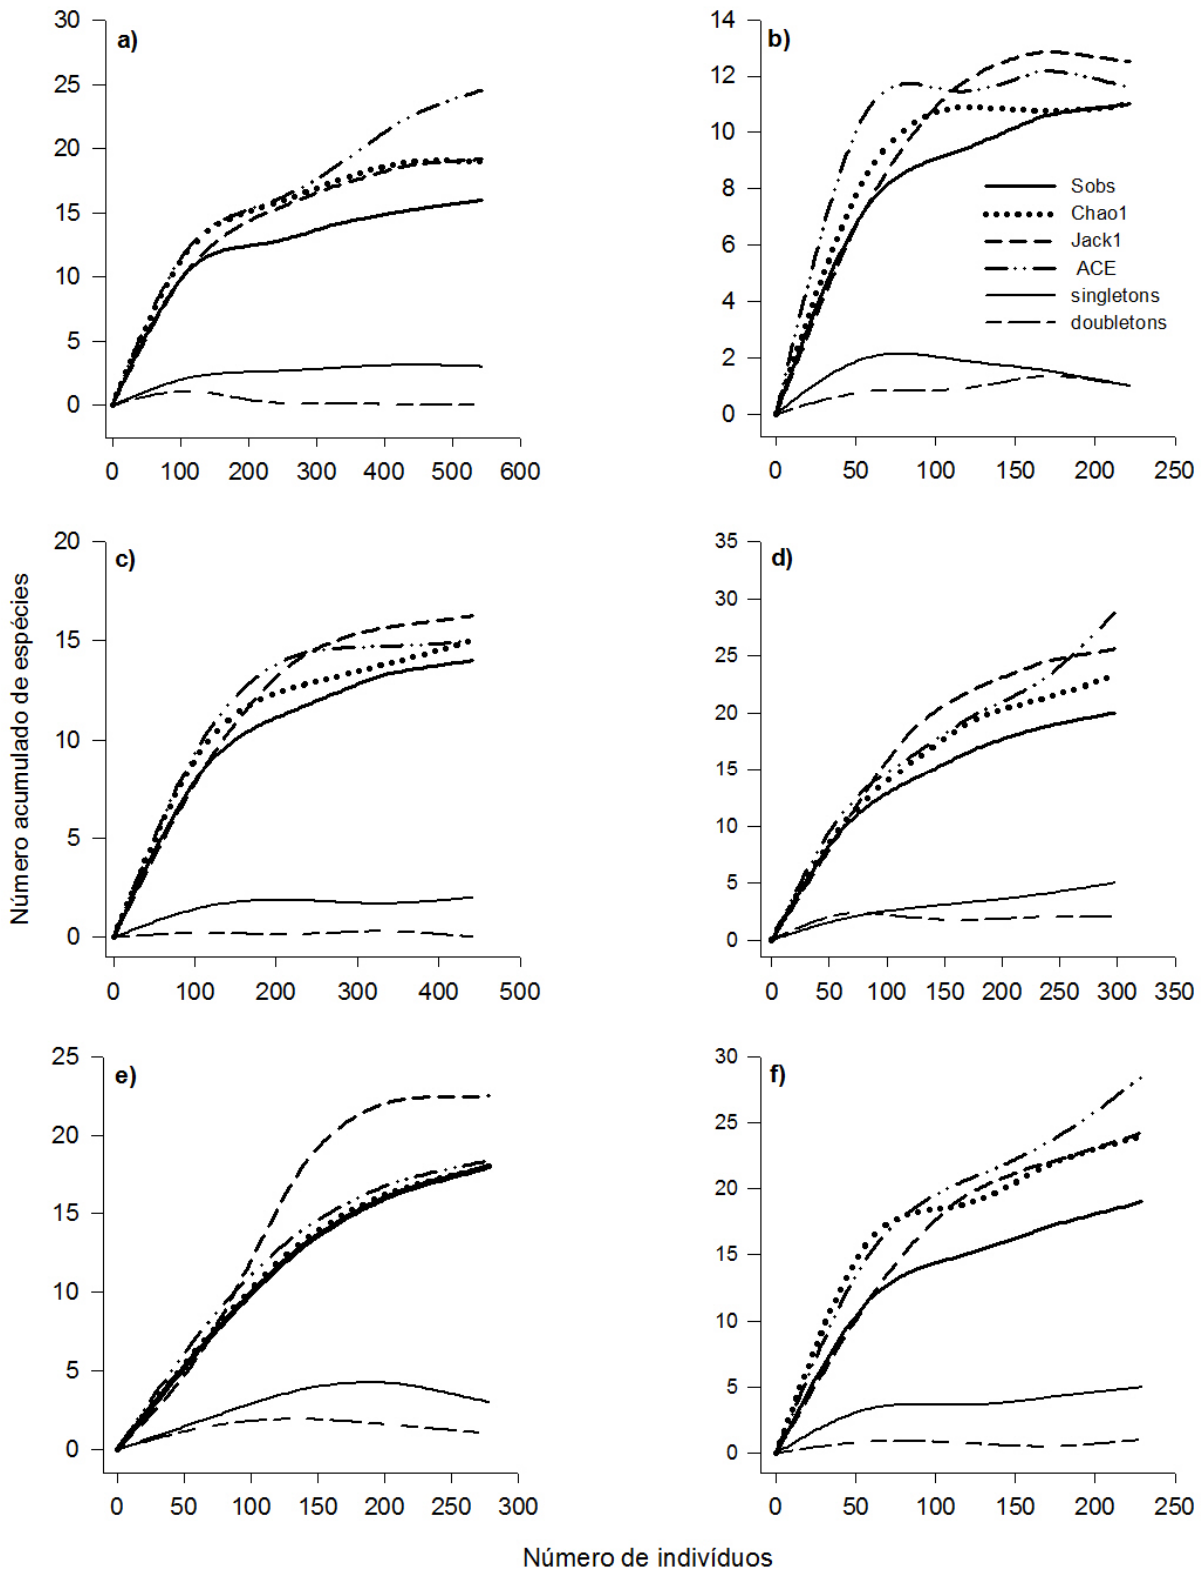 a)
30
25
20
15
10
5
0
0 100 200 300 400 500 600
b)
14
12
10
8
6
4
2
0
0 50 100 150 200 250
Sobs
Chao1
Jack1
ACE
singletons
doubletons
Número acumulado de espécies
c)
20
15
10
5
0
0 100 200 300 400 500
d)
35
30
25
20
15
10
5
0
0 50 100 150 200 250 300 350
e)
25
20
15
10
5
0
0 50 100 150 200 250 300
f)
30
25
20
15
10
5
0
0 50 100 150 200 250
Número de indivíduos